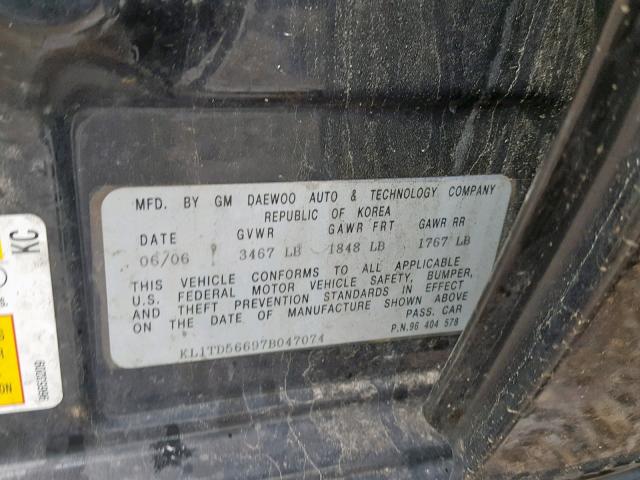 MFD. BY GM DAEWOO AUTO & TECHNOLOGY COMPANY
REPUBLIC OF KOREA
DATE GVWR GAWR FRT GAWR RR
06/06 3467 LB 1848 LB 1767 LB
THIS VEHICLE CONFORMS TO ALL APPLICABLE
U.S. FEDERAL MOTOR VEHICLE SAFETY, BUMPER,
AND THEFT PREVENTION STANDARDS IN EFFECT
ON THE DATE OF MANUFACTURE SHOWN ABOVE
PASS. CAR
KL1TD56697B047074 P.N.96 404 578
KC
s.
S
R
ON
96653209